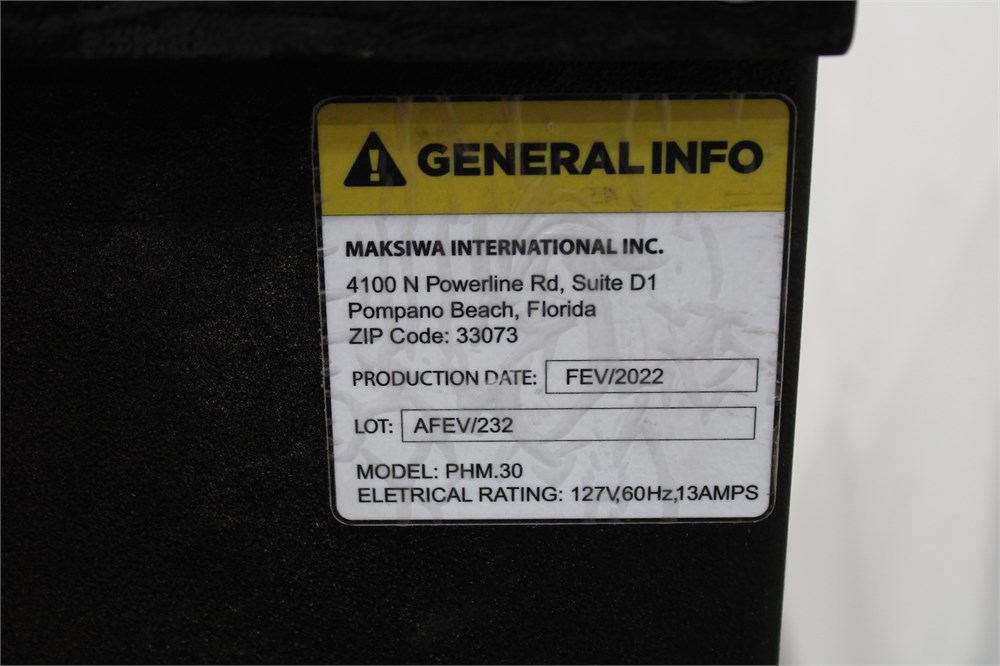 GENERAL INFO
MAKSIWA INTERNATIONAL INC.
4100 N Powerline Rd, Suite D1
Pompano Beach, Florida
ZIP Code: 33073
PRODUCTION DATE: FEV/2022
LOT: AFEV/232
MODEL: PHM.30
ELETRICAL RATING: 127V,60Hz,13AMPS